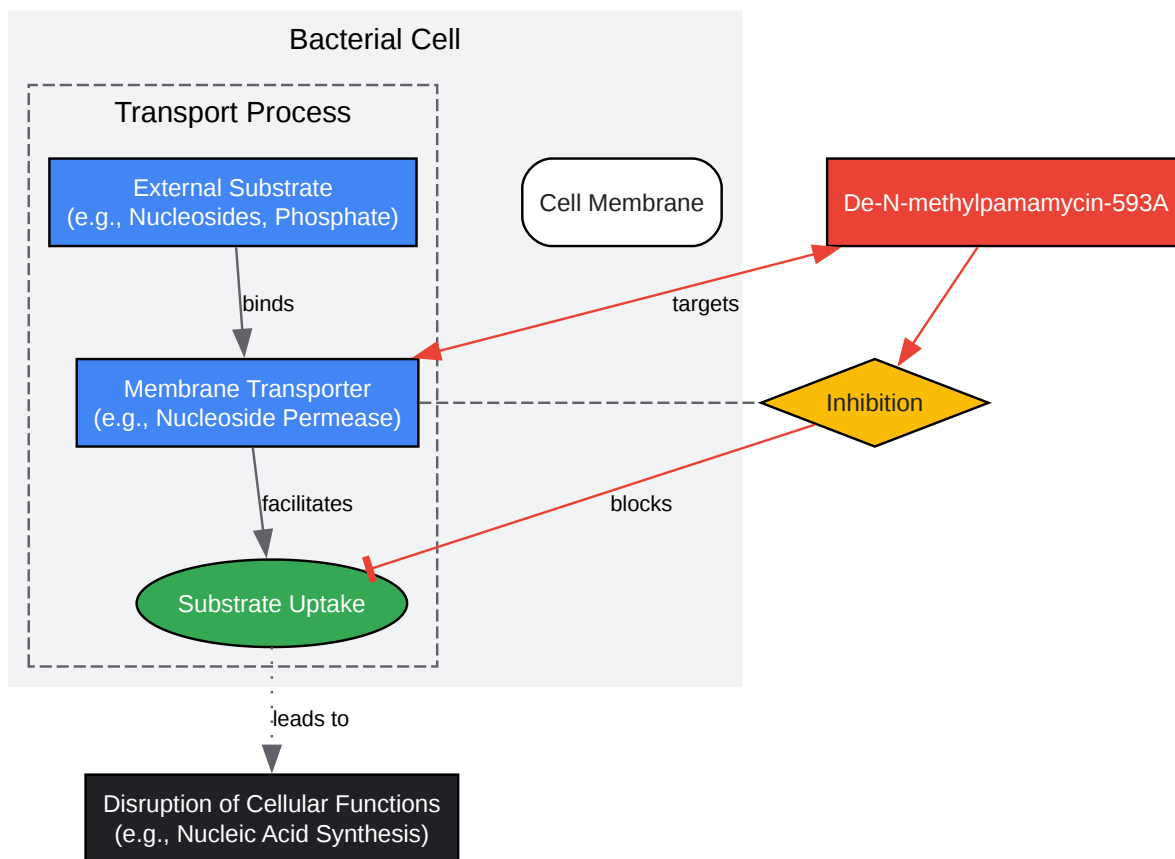 Bacterial Cell
Transport Process
External Substrate
(e.g., Nucleosides, Phosphate)
Cell Membrane
De-N-methylpamamycin-593A
binds
targets
Membrane Transporter
(e.g., Nucleoside Permease)
Inhibition
facilitates
blocks
Substrate Uptake
leads to
Disruption of Cellular Functions
(e.g., Nucleic Acid Synthesis)